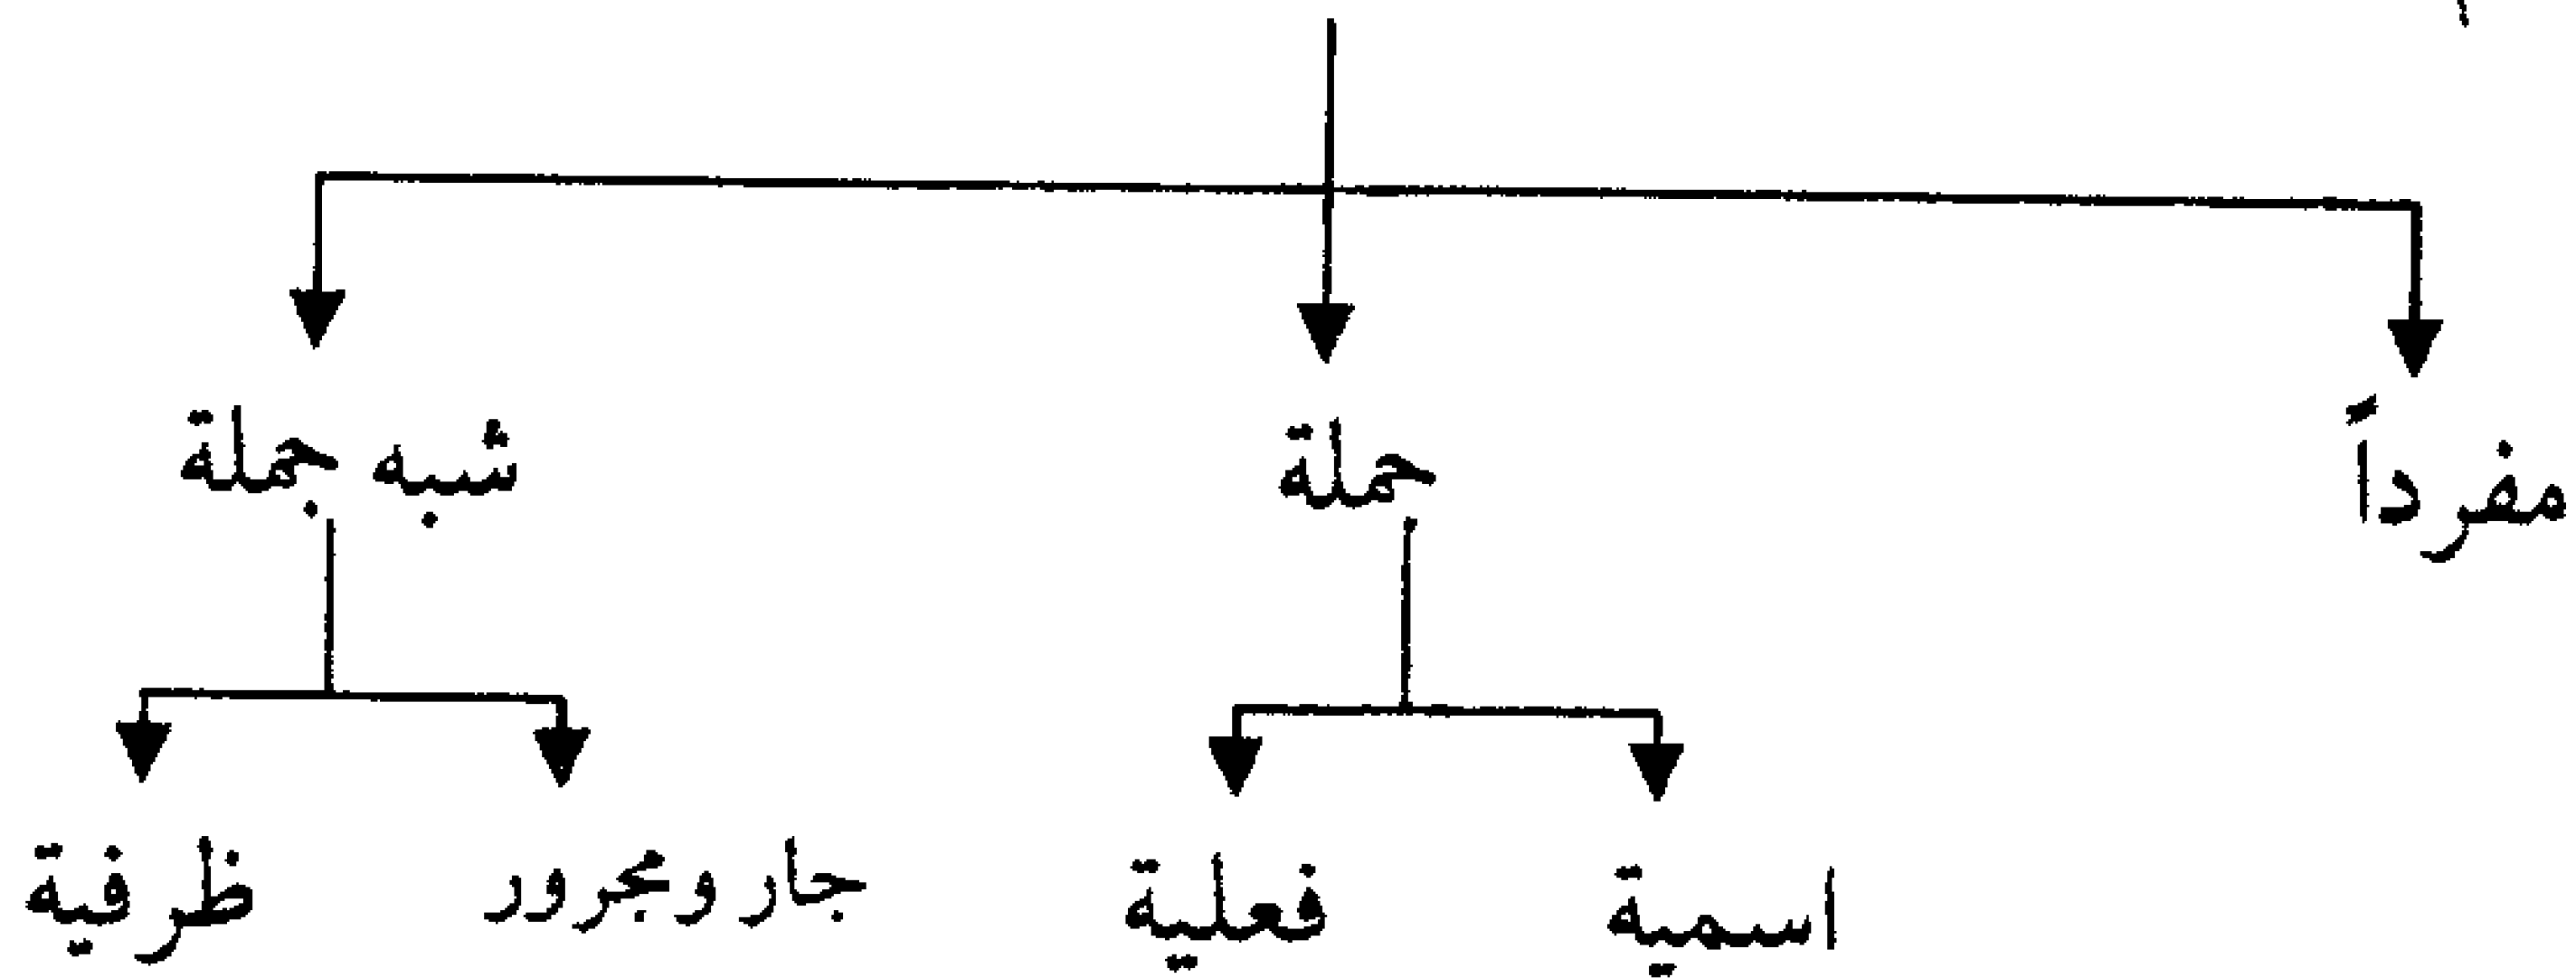 مفرداً جملة شبه جملة
اسمية فعلية جار ومجرور ظرفية